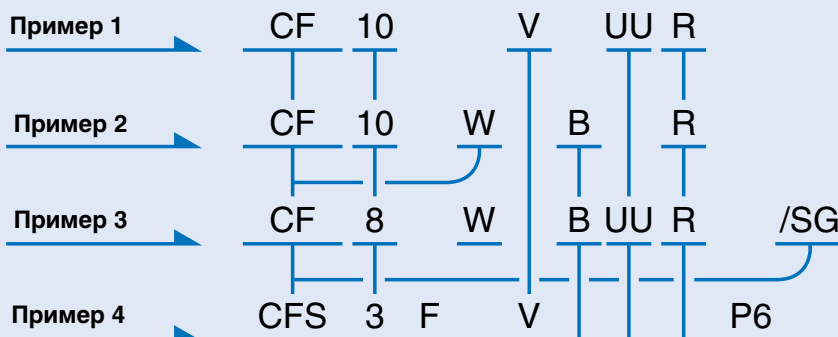 Пример 1 CF 10 V UU R
Пример 2 CF 10 W B R
Пример 3 CF 8 W B UU R /SG
Пример 4 CFS 3 F V P6